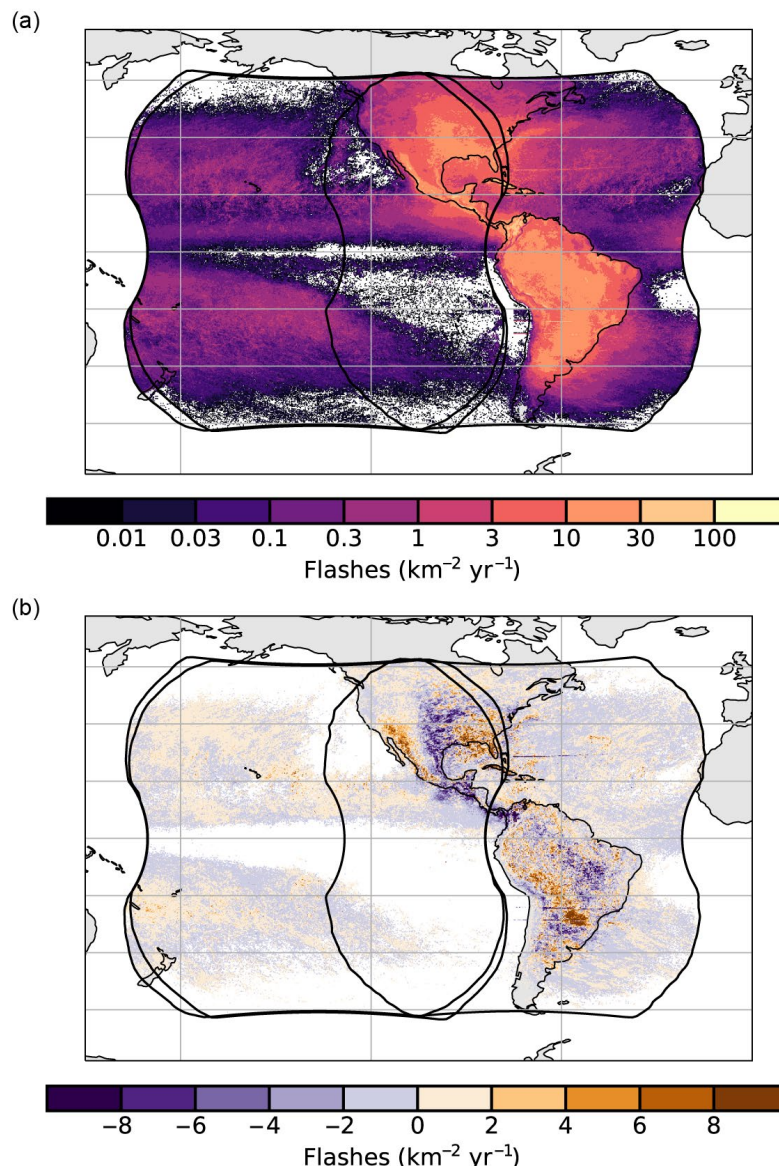 (a)
0.01 0.03 0.1 0.3 1 3 10 30 100
Flashes (km⁻² yr⁻¹)
(b)
−8 −6 −4 −2 0 2 4 6 8
Flashes (km⁻² yr⁻¹)